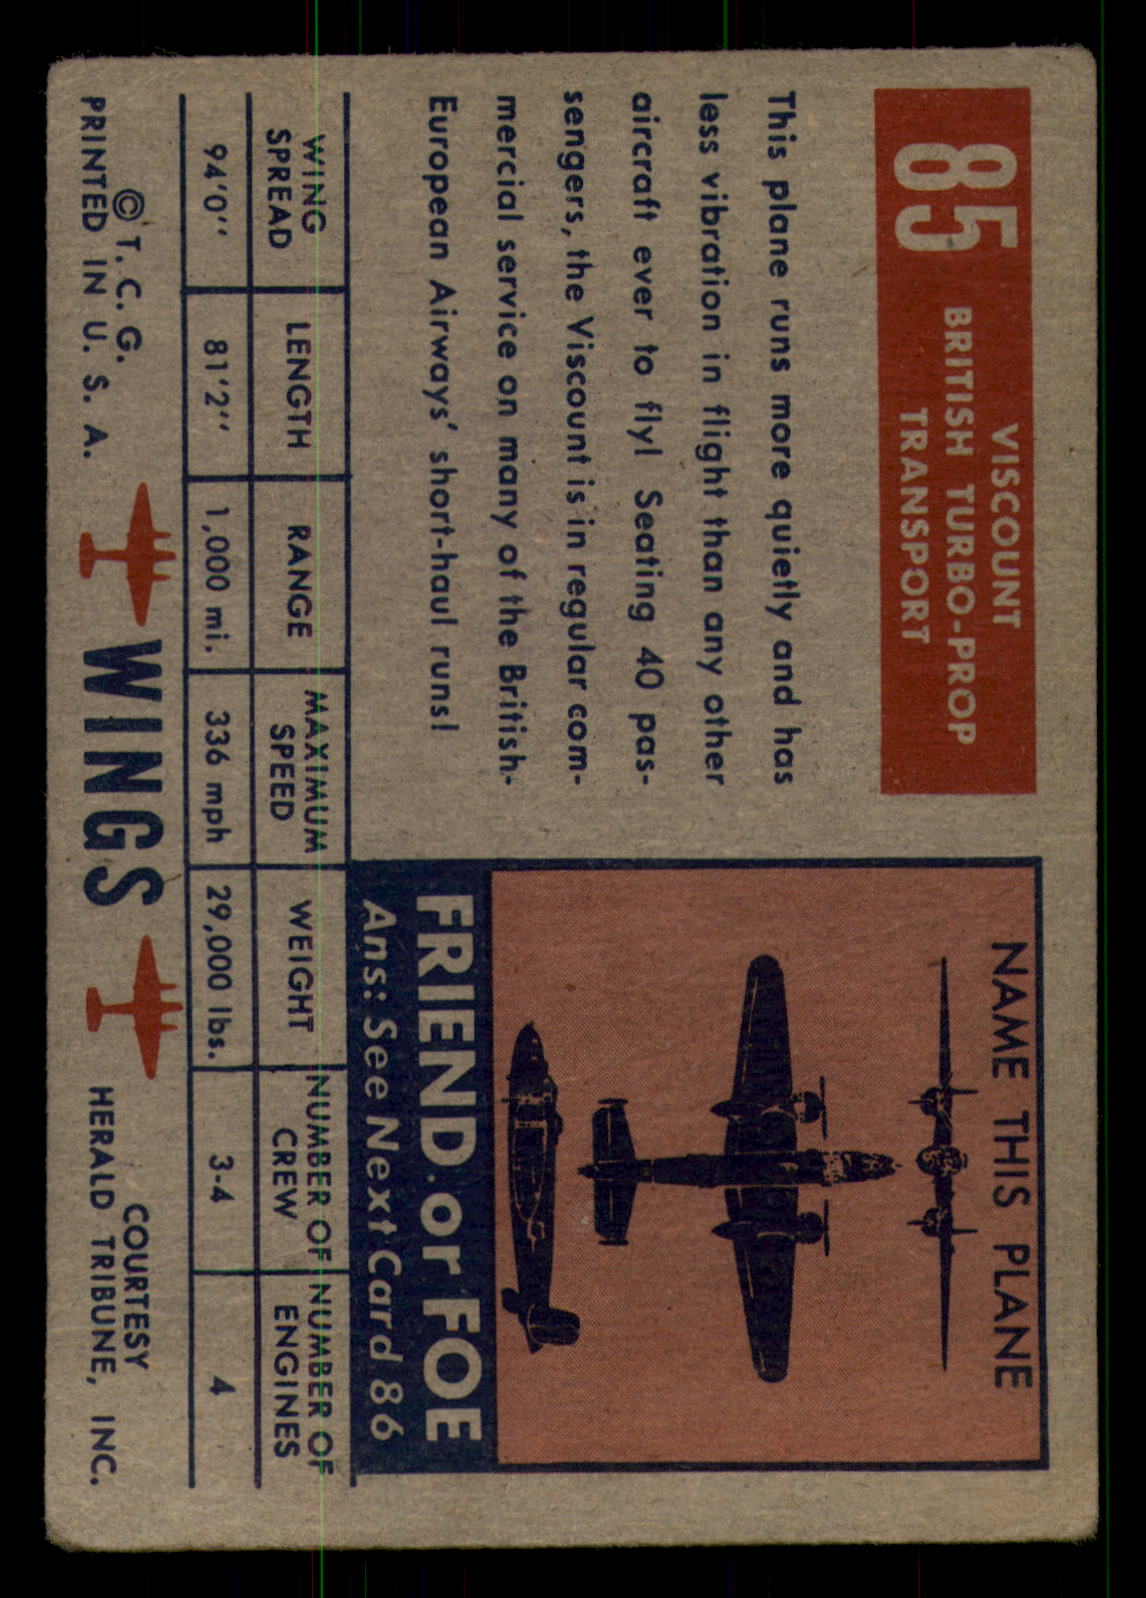 85
VISCOUNT
BRITISH TURBO-PROP
TRANSPORT
This plane runs more quietly and has
less vibration in flight than any other
aircraft ever to fly! Seating 40 pas-
sengers, the Viscount is in regular com-
mercial service on many of the British-
European Airways' short-haul runs!
NAME THIS PLANE
FRIEND or FOE
Ans: See Next Card 86
WING SPREAD LENGTH RANGE MAXIMUM SPEED WEIGHT NUMBER OF CREW NUMBER OF ENGINES
94'0'' 81'2'' 1,000 mi. 336 mph 29,000 lbs. 3-4 4
© T. C. G.
PRINTED IN U. S. A.
WINGS
COURTESY
HERALD TRIBUNE, INC.